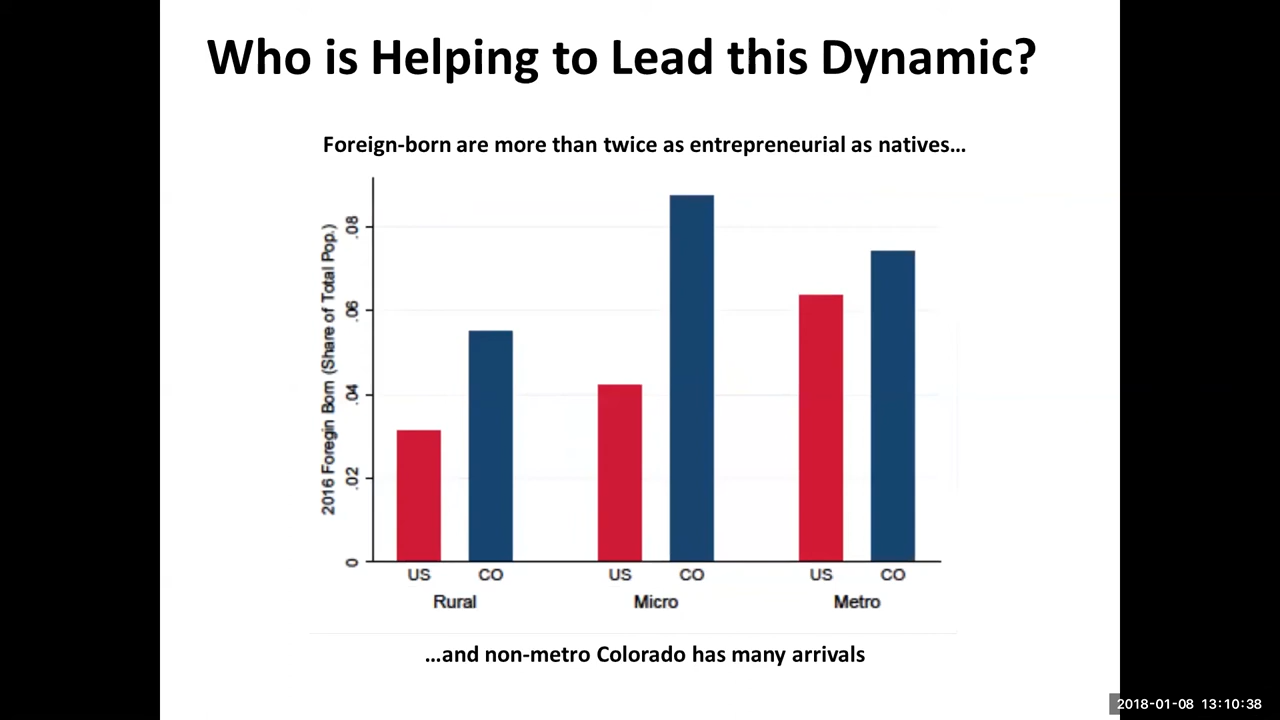 Who is Helping to Lead this Dynamic?
Foreign-born are more than twice as entrepreneurial as natives…
2016 Foregin Born (Share of Total Pop.)
.08
.06
.04
.02
0
US CO US CO US CO
Rural Micro Metro
…and non-metro Colorado has many arrivals
2018-01-08 13:10:38